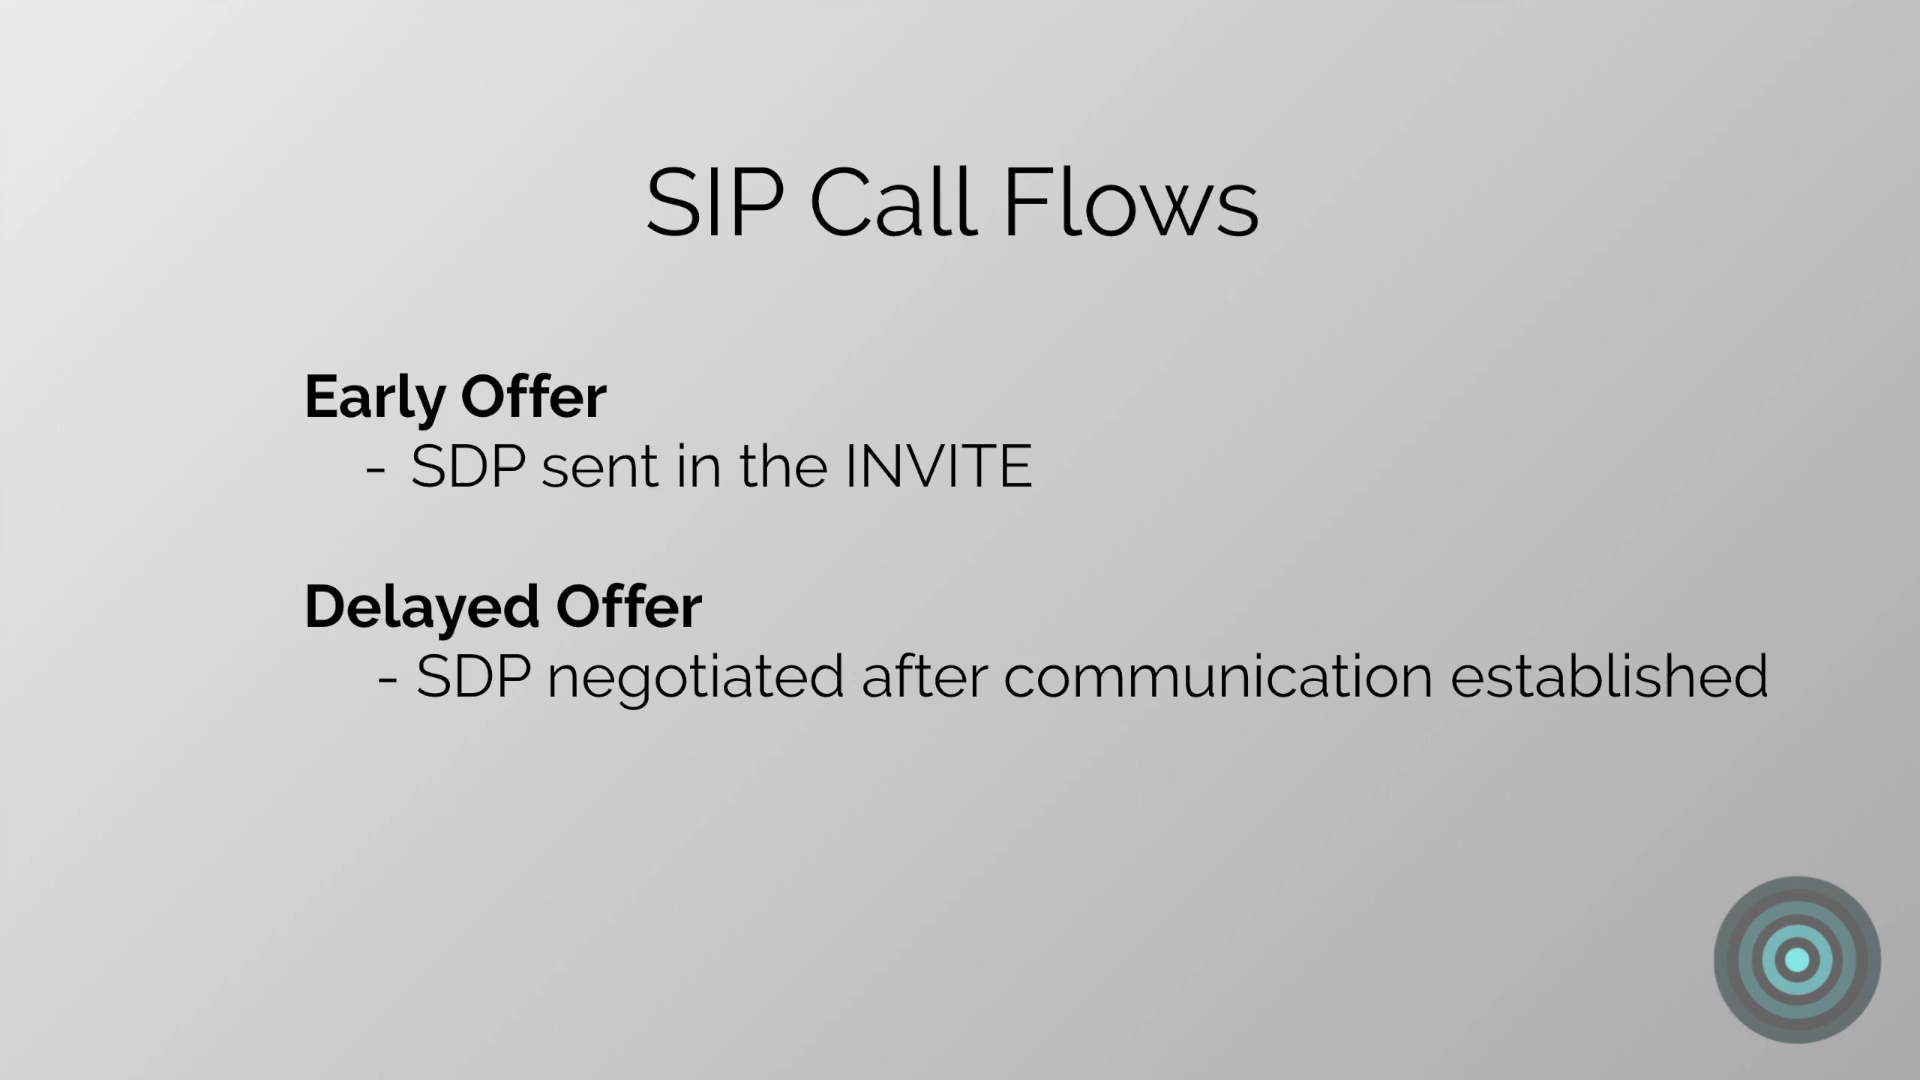 SIP Call Flows
Early Offer
- SDP sent in the INVITE
Delayed Offer
- SDP negotiated after communication established